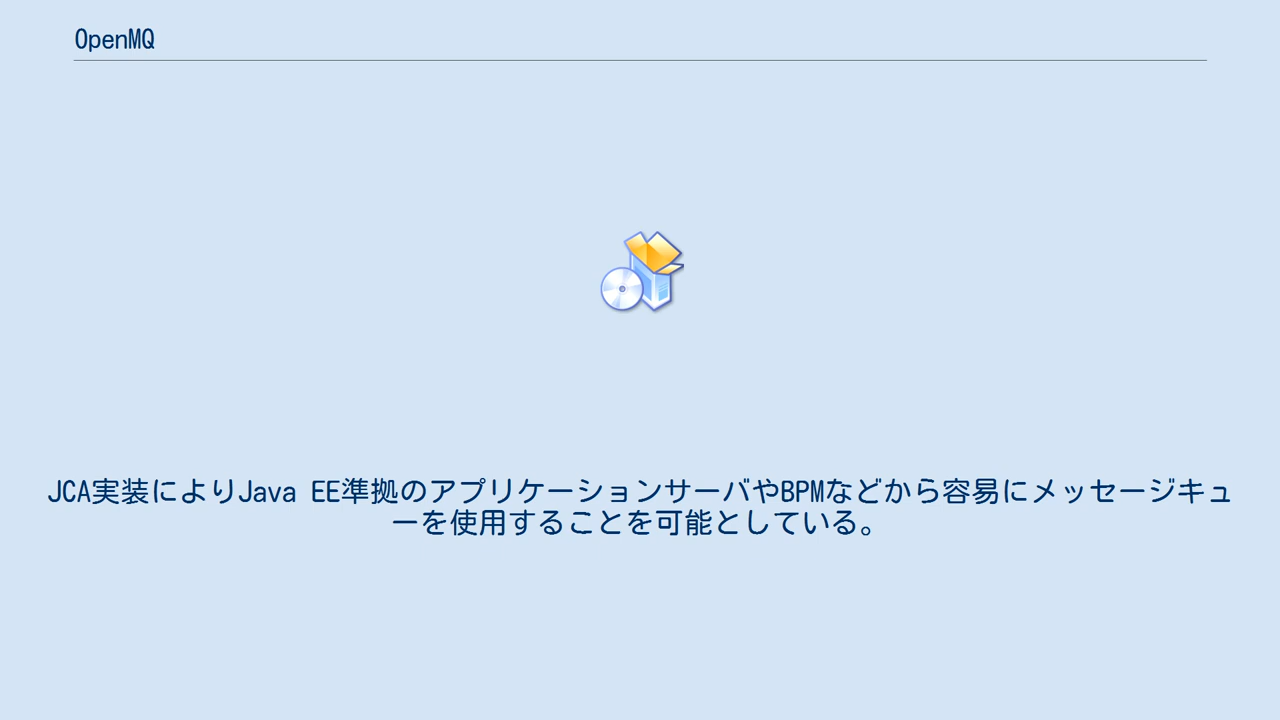 OpenMQ
JCA実装によりJava EE準拠のアプリケーションサーバやBPMなどから容易にメッセージキュ
ーを使用することを可能としている。